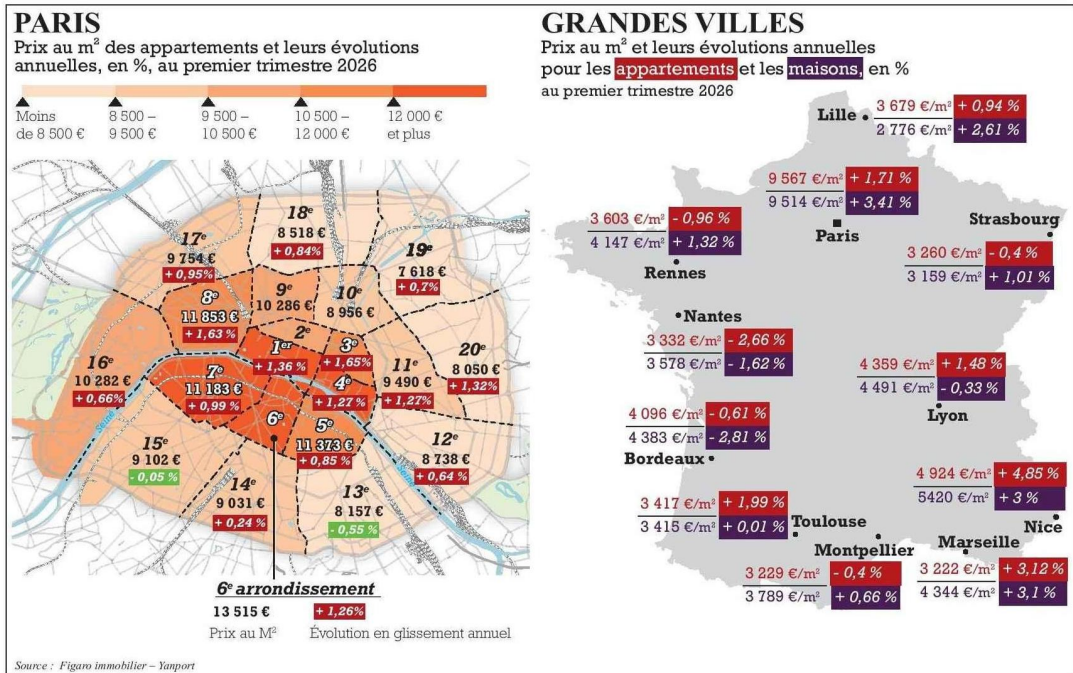 PARIS
Prix au m² des appartements et leurs évolutions
annuelles, en %, au premier trimestre 2026
Moins
de 8 500 €
8 500 –
9 500 €
9 500 –
10 500 €
10 500 –
12 000 €
12 000 €
et plus
18e
8 518 €
+ 0,84%
17e
9 754 €
+ 0,95%
19e
7 618 €
+ 0,7%
8e
11 853 €
+ 1,63 %
9e
10 286 €
10e
8 956 €
2e
1er
+ 1,36 %
3e
+ 1,65%
4e
+ 1,27 %
11e
9 490 €
+ 1,27%
20e
8 050 €
+ 1,32%
16e
10 282 €
+ 0,66%
7e
11 183 €
+ 0,99 %
6e
5e
11 373 €
+ 0,85 %
12e
8 738 €
+ 0,64 %
15e
9 102 €
- 0,05 %
14e
9 031 €
+ 0,24 %
13e
8 157 €
- 0,55 %
Seine
6e arrondissement
13 515 € + 1,26%
Prix au M² Évolution en glissement annuel
Source : Figaro immobilier – Yanport
GRANDES VILLES
Prix au m² et leurs évolutions annuelles
pour les appartements et les maisons, en %
au premier trimestre 2026
Lille
3 679 €/m² + 0,94 %
2 776 €/m² + 2,61 %
9 567 €/m² + 1,71 %
9 514 €/m² + 3,41 %
Paris
3 603 €/m² - 0,96 %
4 147 €/m² + 1,32 %
Rennes
Strasbourg
3 260 €/m² - 0,4 %
3 159 €/m² + 1,01 %
Nantes
3 332 €/m² - 2,66 %
3 578 €/m² - 1,62 %
4 359 €/m² + 1,48 %
4 491 €/m² - 0,33 %
Lyon
4 096 €/m² - 0,61 %
4 383 €/m² - 2,81 %
Bordeaux
4 924 €/m² + 4,85 %
5420 €/m² + 3 %
Nice
3 417 €/m² + 1,99 %
3 415 €/m² + 0,01 %
Toulouse
Montpellier
3 229 €/m² - 0,4 %
3 789 €/m² + 0,66 %
Marseille
3 222 €/m² + 3,12 %
4 344 €/m² + 3,1 %